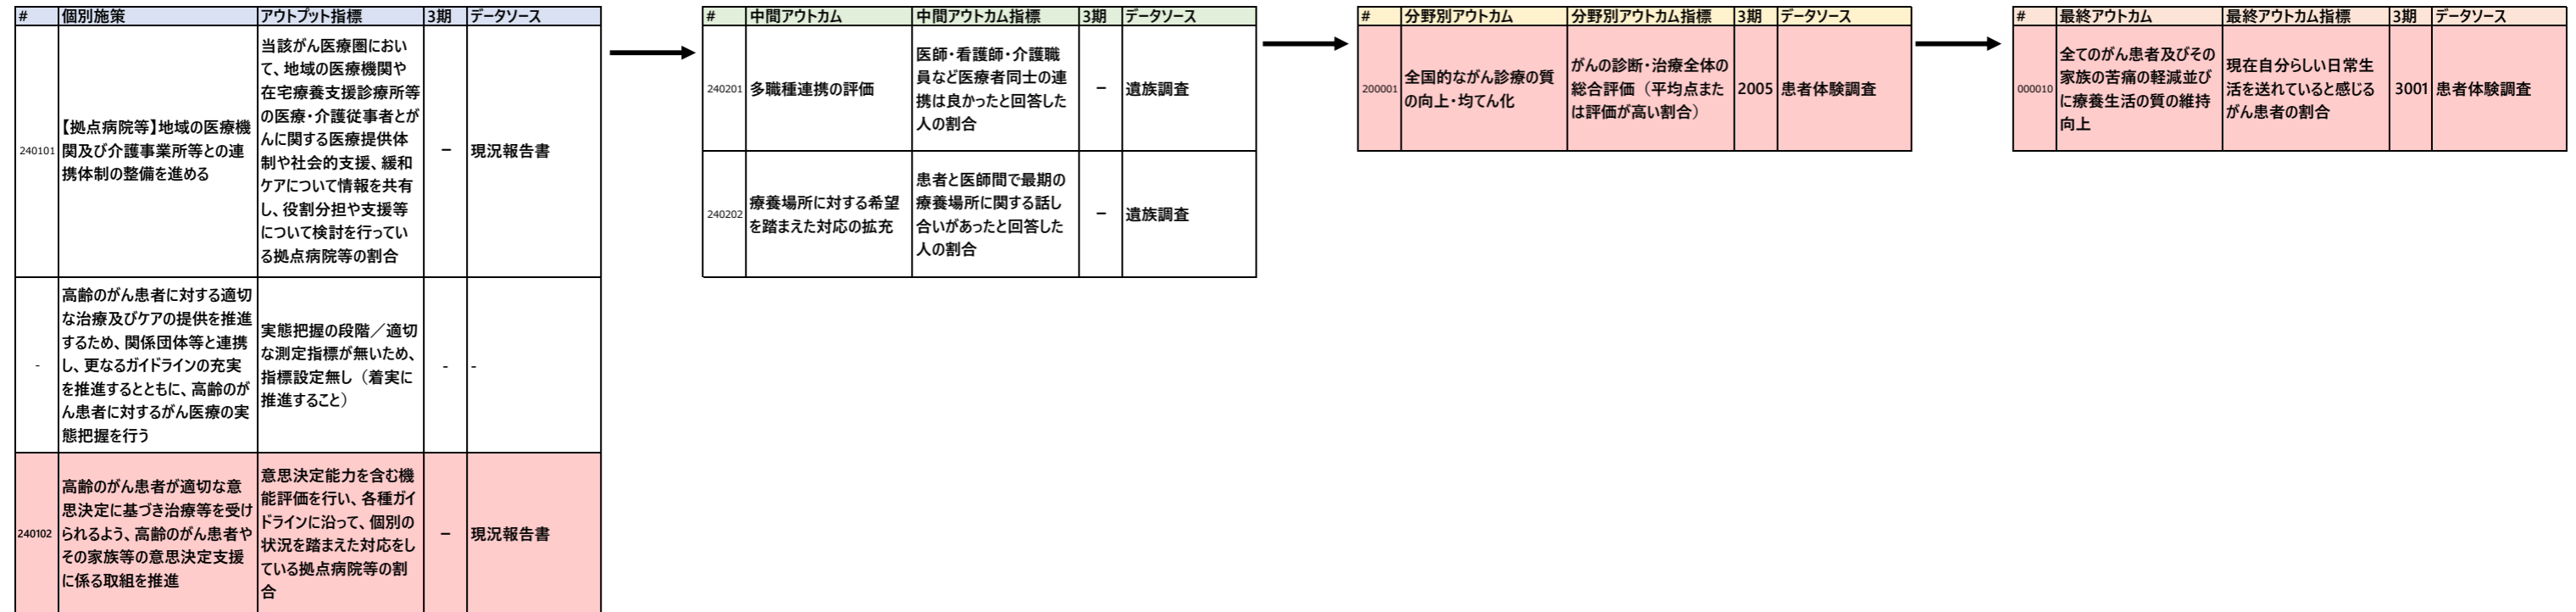 # 個別施策 アウトプット指標 3期 データソース
240101
【拠点病院等】地域の医療機
関及び介護事業所等との連
携体制の整備を進める
当該がん医療圏におい
て、地域の医療機関や
在宅療養支援診療所等
の医療・介護従事者とが
んに関する医療提供体
制や社会的支援、緩和
ケアについて情報を共有
し、役割分担や支援等
について検討を行ってい
る拠点病院等の割合
－
現況報告書
-
高齢のがん患者に対する適切
な治療及びケアの提供を推進
するため、関係団体等と連携
し、更なるガイドラインの充実
を推進するとともに、高齢のが
ん患者に対するがん医療の実
態把握を行う
実態把握の段階／適切
な測定指標が無いため、
指標設定無し（着実に
推進すること）
-
-
240102
高齢のがん患者が適切な意
思決定に基づき治療等を受け
られるよう、高齢のがん患者や
その家族等の意思決定支援
に係る取組を推進
意思決定能力を含む機
能評価を行い、各種ガイ
ドラインに沿って、個別の
状況を踏まえた対応をし
ている拠点病院等の割
合
－
現況報告書
# 中間アウトカム 中間アウトカム指標 3期 データソース
240201
多職種連携の評価
医師・看護師・介護職
員など医療者同士の連
携は良かったと回答した
人の割合
－
遺族調査
240202
療養場所に対する希望
を踏まえた対応の拡充
患者と医師間で最期の
療養場所に関する話し
合いがあったと回答した
人の割合
－
遺族調査
# 分野別アウトカム 分野別アウトカム指標 3期 データソース
200001
全国的ながん診療の質
の向上・均てん化
がんの診断・治療全体の
総合評価（平均点また
は評価が高い割合）
2005
患者体験調査
# 最終アウトカム 最終アウトカム指標 3期 データソース
000010
全てのがん患者及びその
家族の苦痛の軽減並び
に療養生活の質の維持
向上
現在自分らしい日常生
活を送れていると感じる
がん患者の割合
3001
患者体験調査